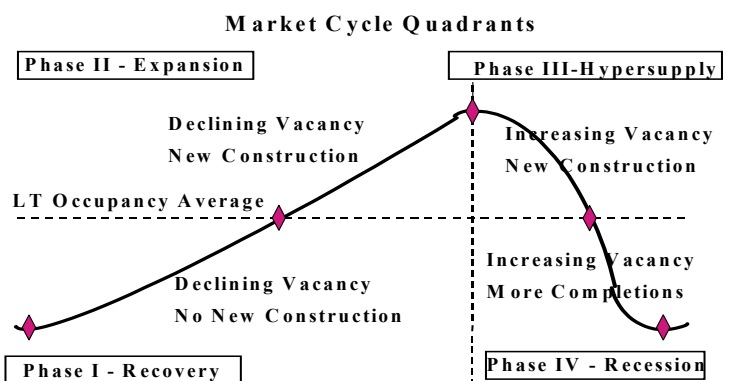 Market Cycle Quadrants
Phase II - Expansion
Phase III-Hypersupply
Declining Vacancy
New Construction
Increasing Vacancy
New Construction
LT Occupancy Average
Declining Vacancy
No New Construction
Increasing Vacancy
More Completions
Phase I - Recovery
Phase IV - Recession